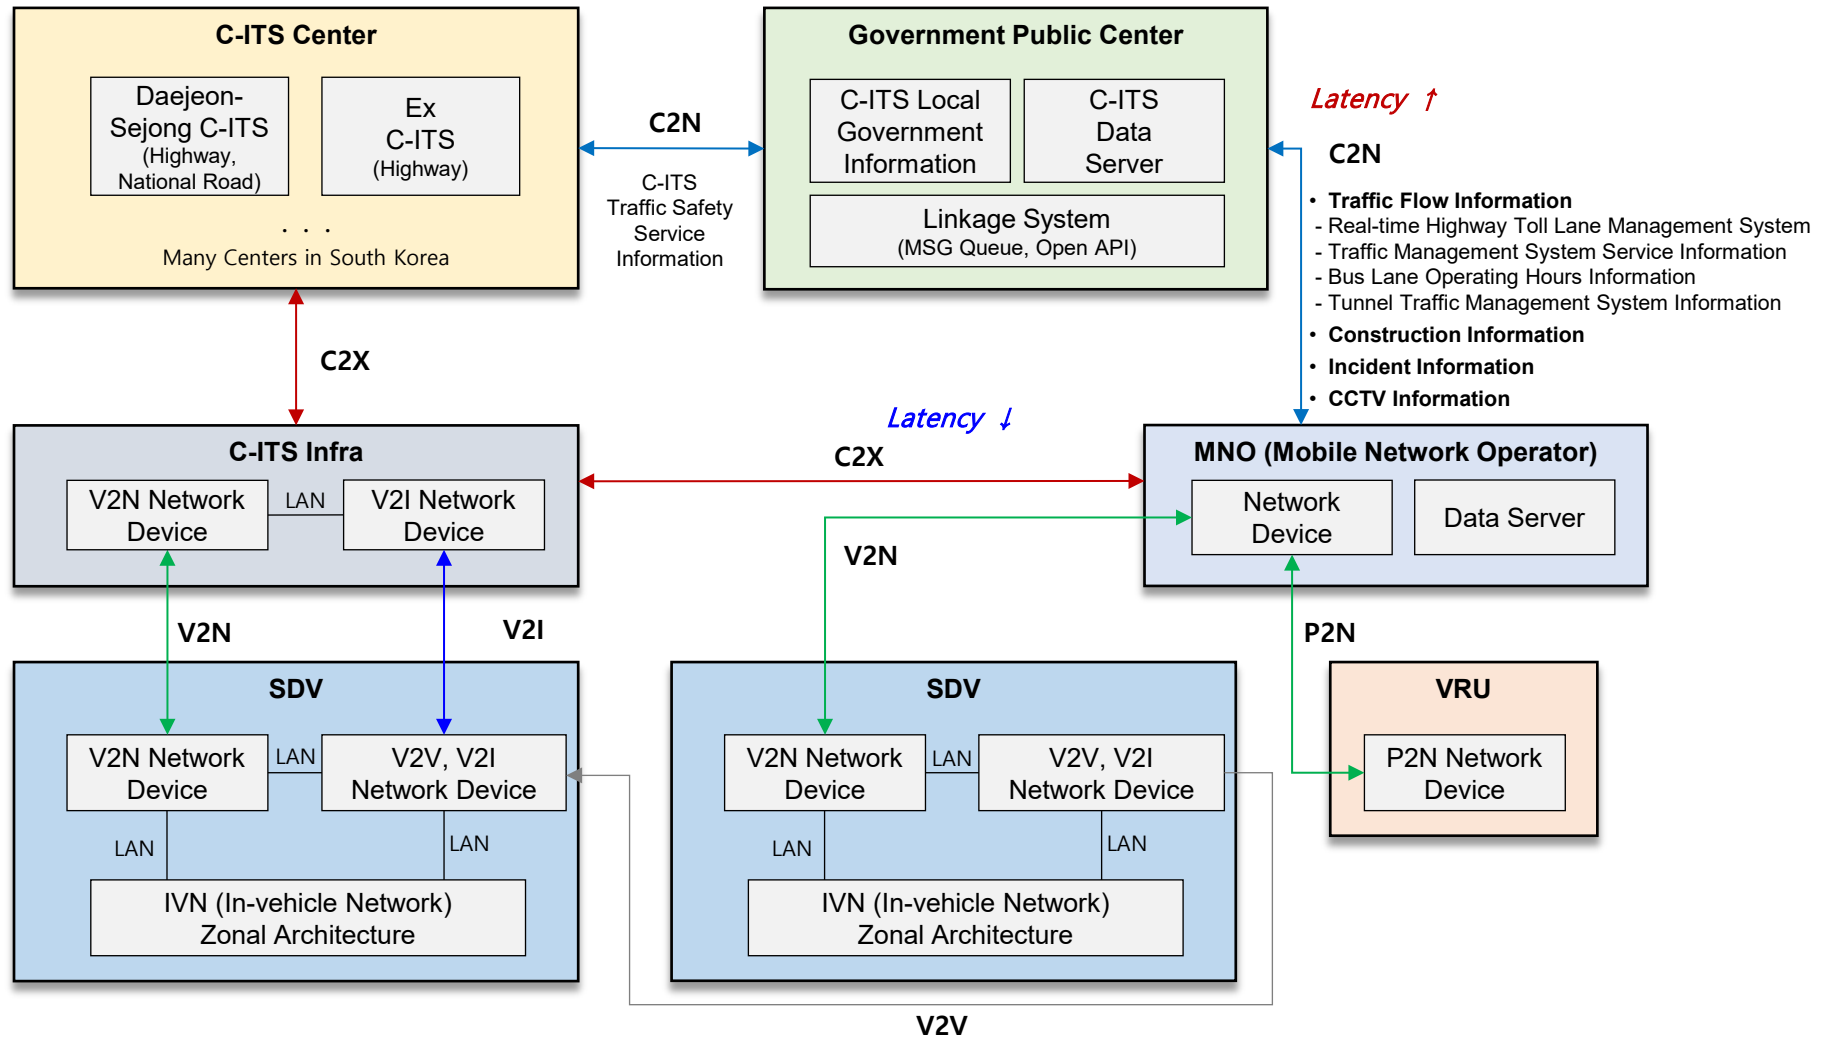 C-ITS Center
Daejeon-
Sejong C-ITS
(Highway,
National Road)
Ex
C-ITS
(Highway)
. . .
Many Centers in South Korea
C2N
C-ITS
Traffic Safety
Service
Information
Government Public Center
C-ITS Local
Government
Information
C-ITS
Data
Server
Linkage System
(MSG Queue, Open API)
Latency ↑
C2N
• Traffic Flow Information
- Real-time Highway Toll Lane Management System
- Traffic Management System Service Information
- Bus Lane Operating Hours Information
- Tunnel Traffic Management System Information
• Construction Information
• Incident Information
• CCTV Information
C2X
C-ITS Infra
V2N Network
Device
LAN
V2I Network
Device
Latency ↓
C2X
MNO (Mobile Network Operator)
Network
Device
Data Server
V2N
V2I
V2N
P2N
SDV
V2N Network
Device
LAN
V2V, V2I
Network Device
LAN
LAN
IVN (In-vehicle Network)
Zonal Architecture
SDV
V2N Network
Device
LAN
V2V, V2I
Network Device
LAN
LAN
IVN (In-vehicle Network)
Zonal Architecture
VRU
P2N Network
Device
V2V